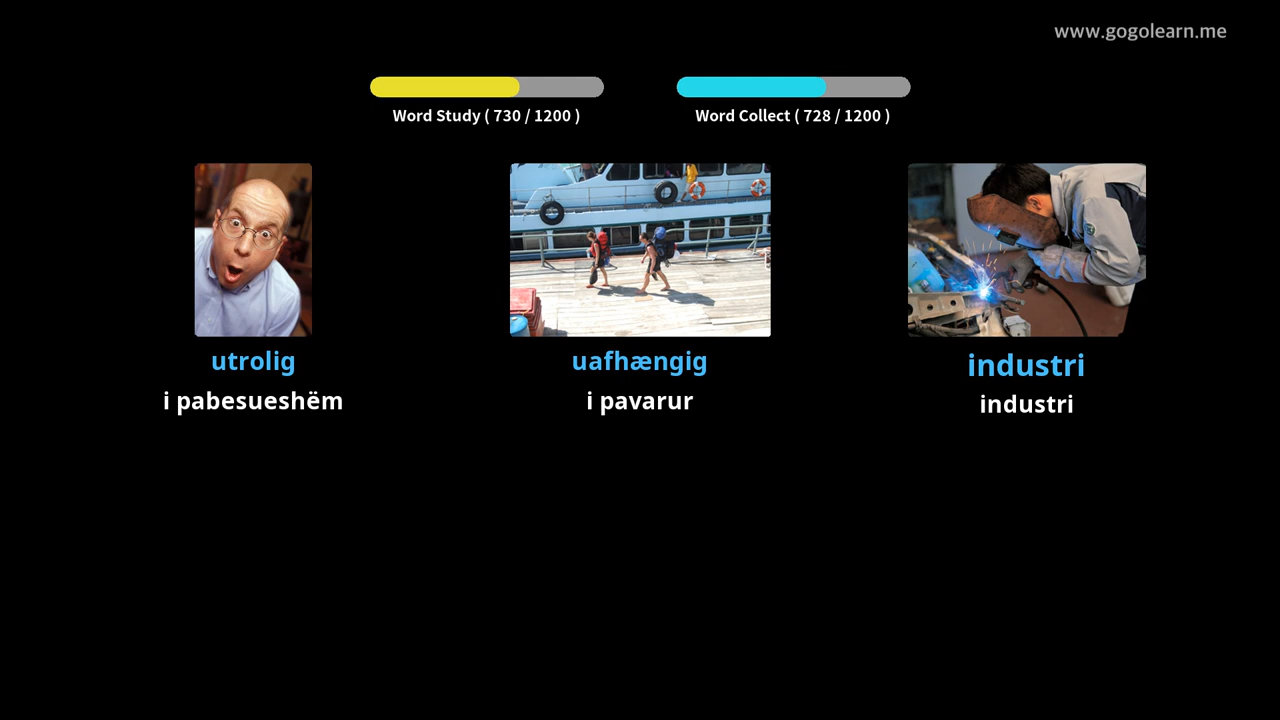 www.gogolearn.me
Word Study ( 730 / 1200 )
Word Collect ( 728 / 1200 )
utrolig
i pabesueshëm
uafhængig
i pavarur
industri
industri